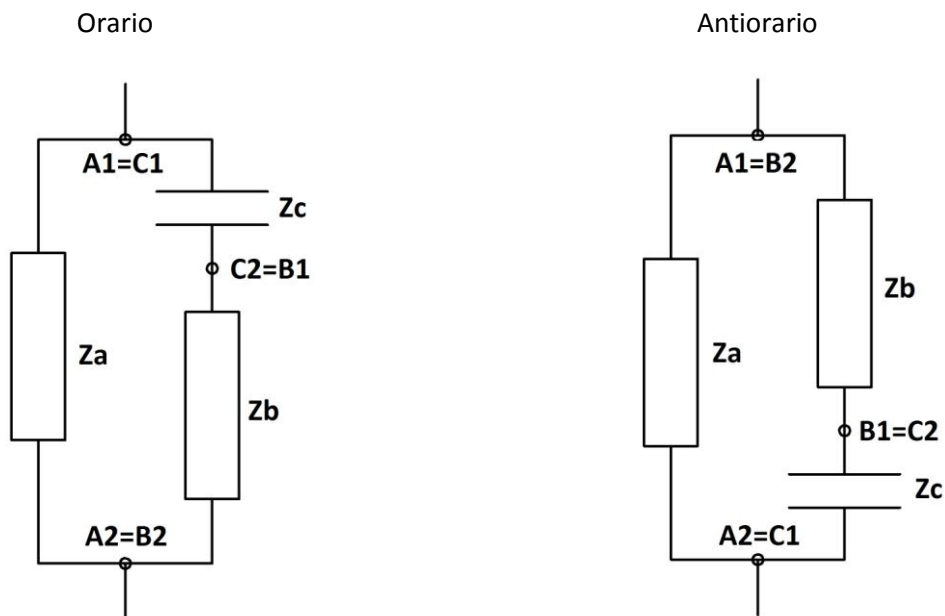 Orario
A1=C1
Zc
C2=B1
Za
Zb
A2=B2
Antiorario
A1=B2
Zb
Za
B1=C2
Zc
A2=C1